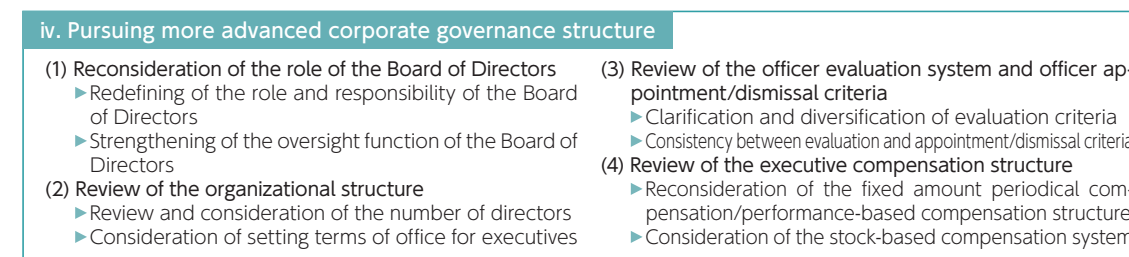 iv. Pursuing more advanced corporate governance structure
(1) Reconsideration of the role of the Board of Directors
▶Redefining of the role and responsibility of the Board
of Directors
▶Strengthening of the oversight function of the Board of
Directors
(2) Review of the organizational structure
▶Review and consideration of the number of directors
▶Consideration of setting terms of office for executives
(3) Review of the officer evaluation system and officer ap-
pointment/dismissal criteria
▶Clarification and diversification of evaluation criteria
▶Consistency between evaluation and appointment/dismissal criteria
(4) Review of the executive compensation structure
▶Reconsideration of the fixed amount periodical com-
pensation/performance-based compensation structure
▶Consideration of the stock-based compensation system